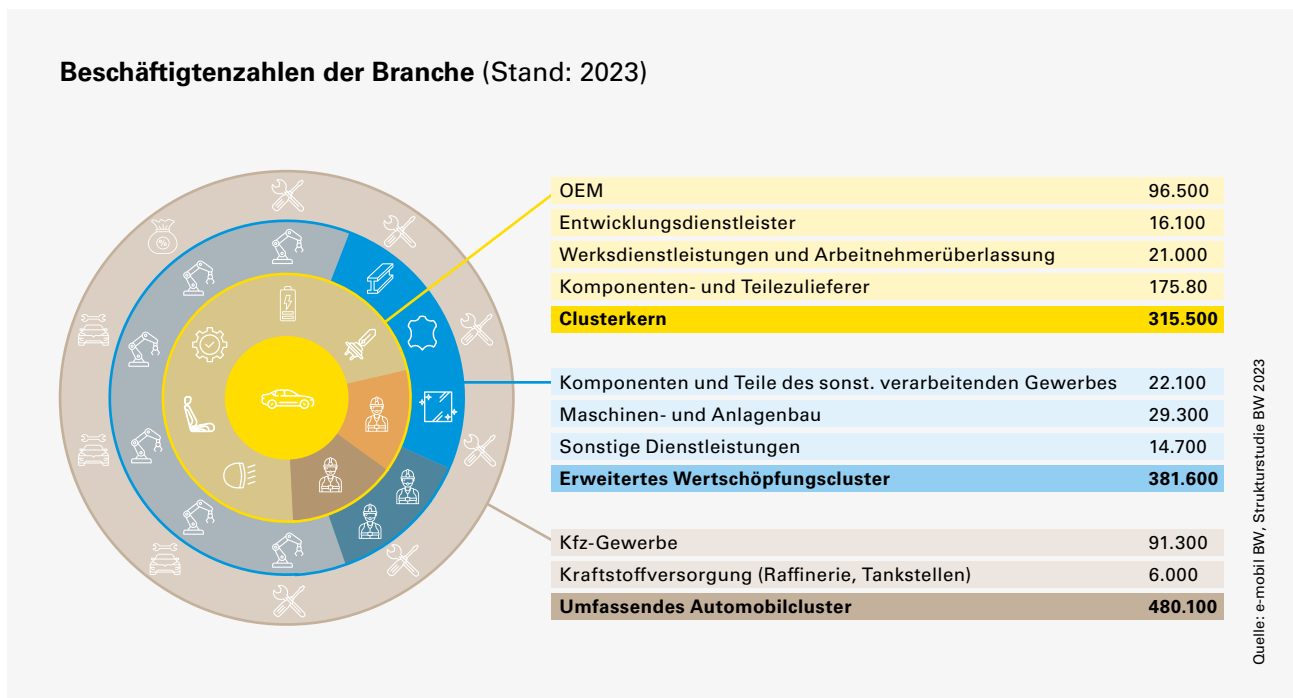 Beschäftigtenzahlen der Branche (Stand: 2023)
OEM 96.500
Entwicklungsdienstleister 16.100
Werksdienstleistungen und Arbeitnehmerüberlassung 21.000
Komponenten- und Teilezulieferer 175.80
Clusterkern 315.500
Komponenten und Teile des sonst. verarbeitenden Gewerbes 22.100
Maschinen- und Anlagenbau 29.300
Sonstige Dienstleistungen 14.700
Erweitertes Wertschöpfungscluster 381.600
Kfz-Gewerbe 91.300
Kraftstoffversorgung (Raffinerie, Tankstellen) 6.000
Umfassendes Automobilcluster 480.100
Quelle: e-mobil BW, Strukturstudie BW 2023
%